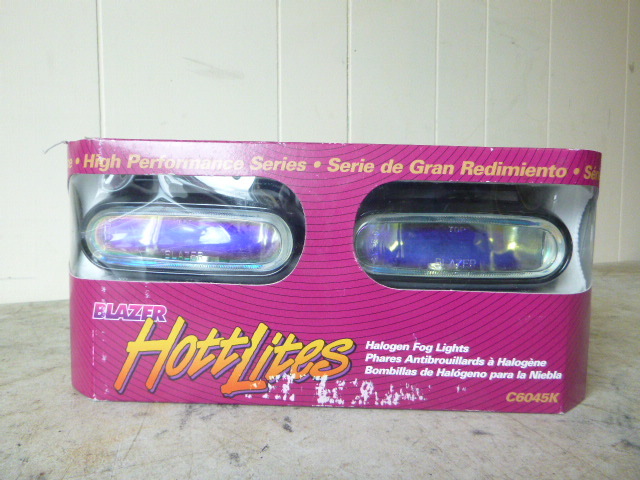 • High Performance Series • Serie de Gran Redimiento •
TOP
BLAZER
BLAZER
BLAZER
HottLites
Halogen Fog Lights
Phares Antibrouillards à Halogène
Bombillas de Halógeno para la Niebla
C6045K